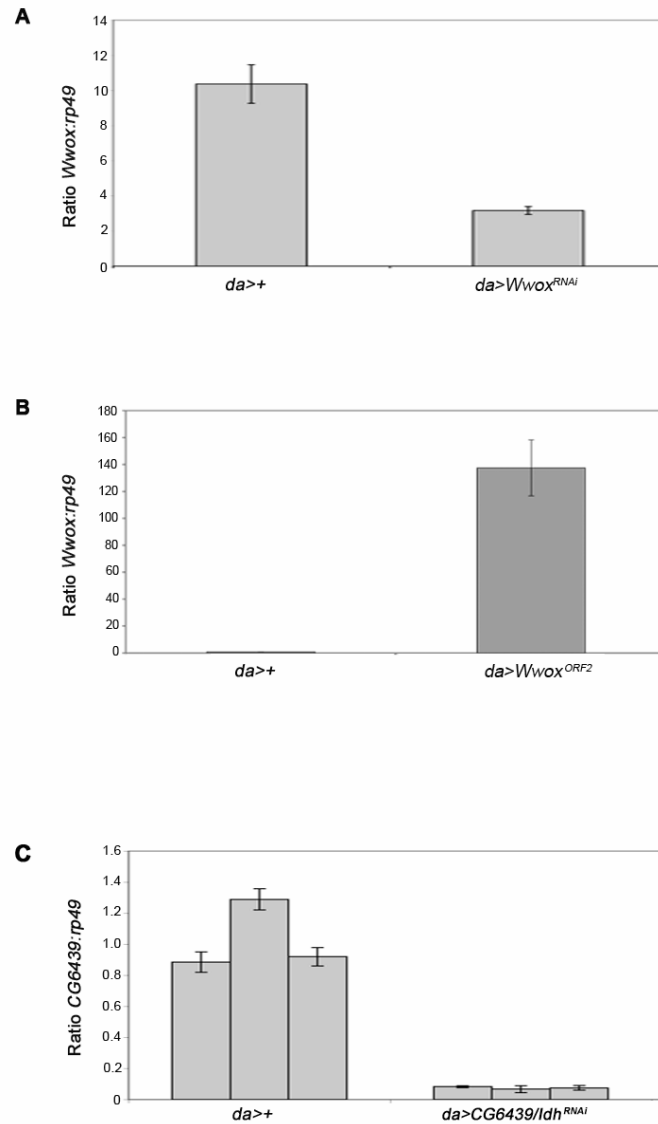 A
Ratio Wwox:rp49
14
12
10
8
6
4
2
0
da>+
da>Wwox^RNAi
B
Ratio Wwox:rp49
180
160
140
120
100
80
60
40
20
0
da>+
da>Wwox^ORF2
C
Ratio CG6439:rp49
1.6
1.4
1.2
1.0
0.8
0.6
0.4
0.2
0
da>+
da>CG6439/Idh^RNAi